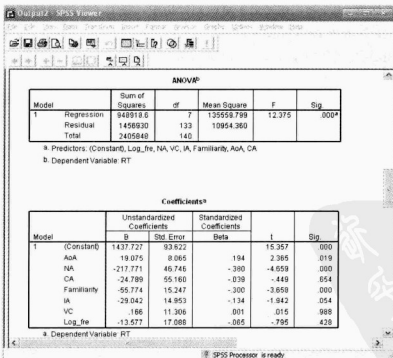 Output2 - SPSS Viewer
ANOVAb
Model Sum of Squares df Mean Square F Sig.
1 Regression 948918.6 7 135559.799 12.375 .000a
Residual 1456930 133 10954.360
Total 2405848 140
a. Predictors: (Constant), Log_fre, NA, VC, IA, Familiarity, AoA, CA
b. Dependent Variable: RT
Coefficientsa
Unstandardized Coefficients Standardized Coefficients
Model B Std. Error Beta t Sig.
1 (Constant) 1437.727 93.622 15.357 .000
AoA 19.075 8.065 .194 2.365 .019
NA -217.771 46.746 -.380 -4.659 .000
CA -24.789 55.160 -.039 -.449 .654
Familiarity -55.774 15.247 -.300 -3.658 .000
IA -29.042 14.953 -.134 -1.942 .054
VC .166 11.306 .001 .015 .988
Log_fre -13.577 17.088 -.065 -.795 .428
a. Dependent Variable: RT
SPSS Processor is ready